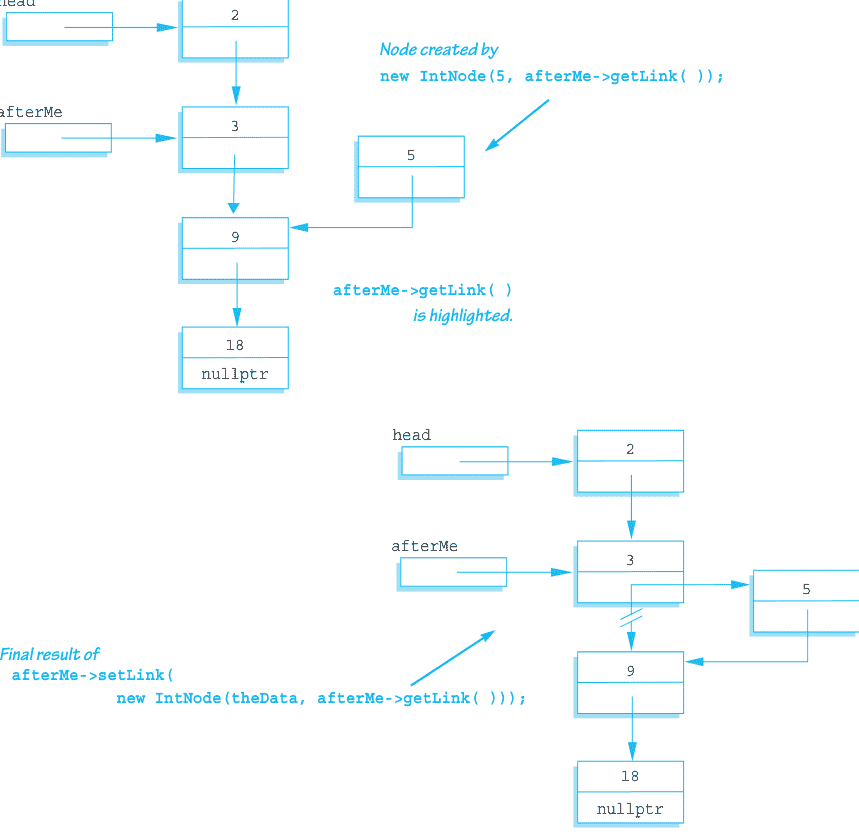 head
2
Node created by
new IntNode(5, afterMe->getLink( ));
afterMe
3
5
9
afterMe->getLink( )
is highlighted.
18
nullptr
head
2
afterMe
3
5
Final result of
afterMe->setLink(
new IntNode(theData, afterMe->getLink( )));
9
18
nullptr